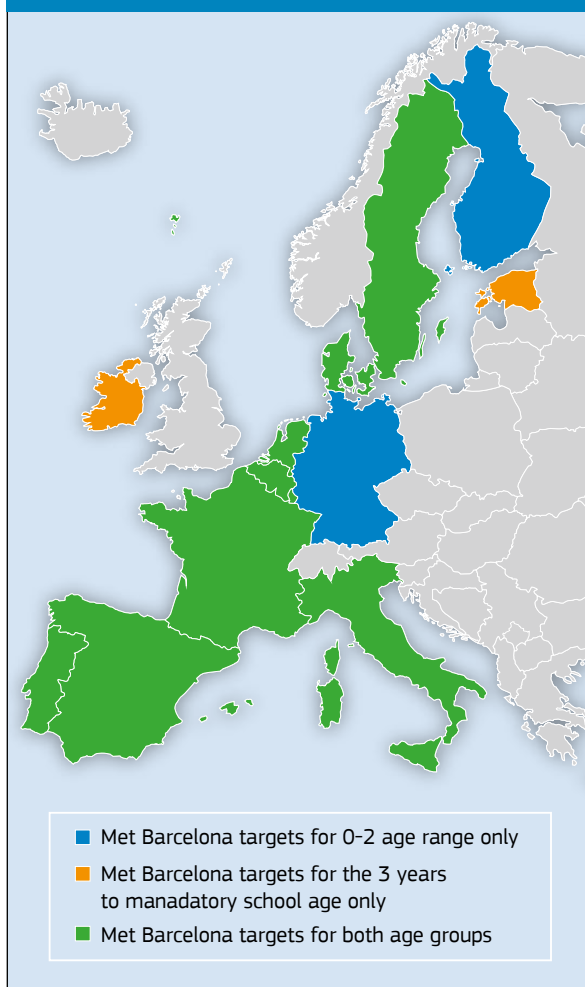 Met Barcelona targets for 0-2 age range only
Met Barcelona targets for the 3 years
to manadatory school age only
Met Barcelona targets for both age groups